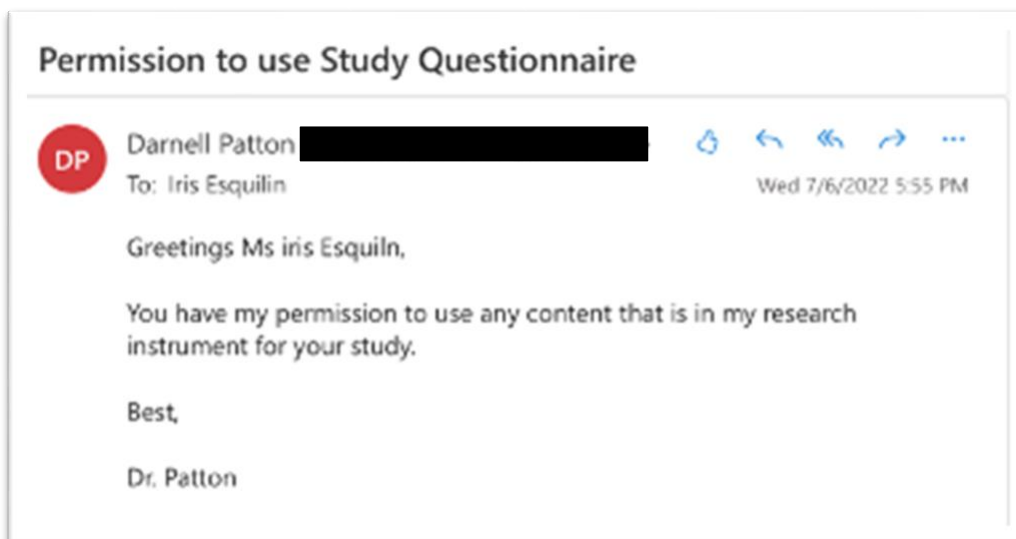 Permission to use Study Questionnaire
DP
Darnell Patton
To: Iris Esquilin
Wed 7/6/2022 5:55 PM
Greetings Ms iris Esquiln,
You have my permission to use any content that is in my research
instrument for your study.
Best,
Dr. Patton